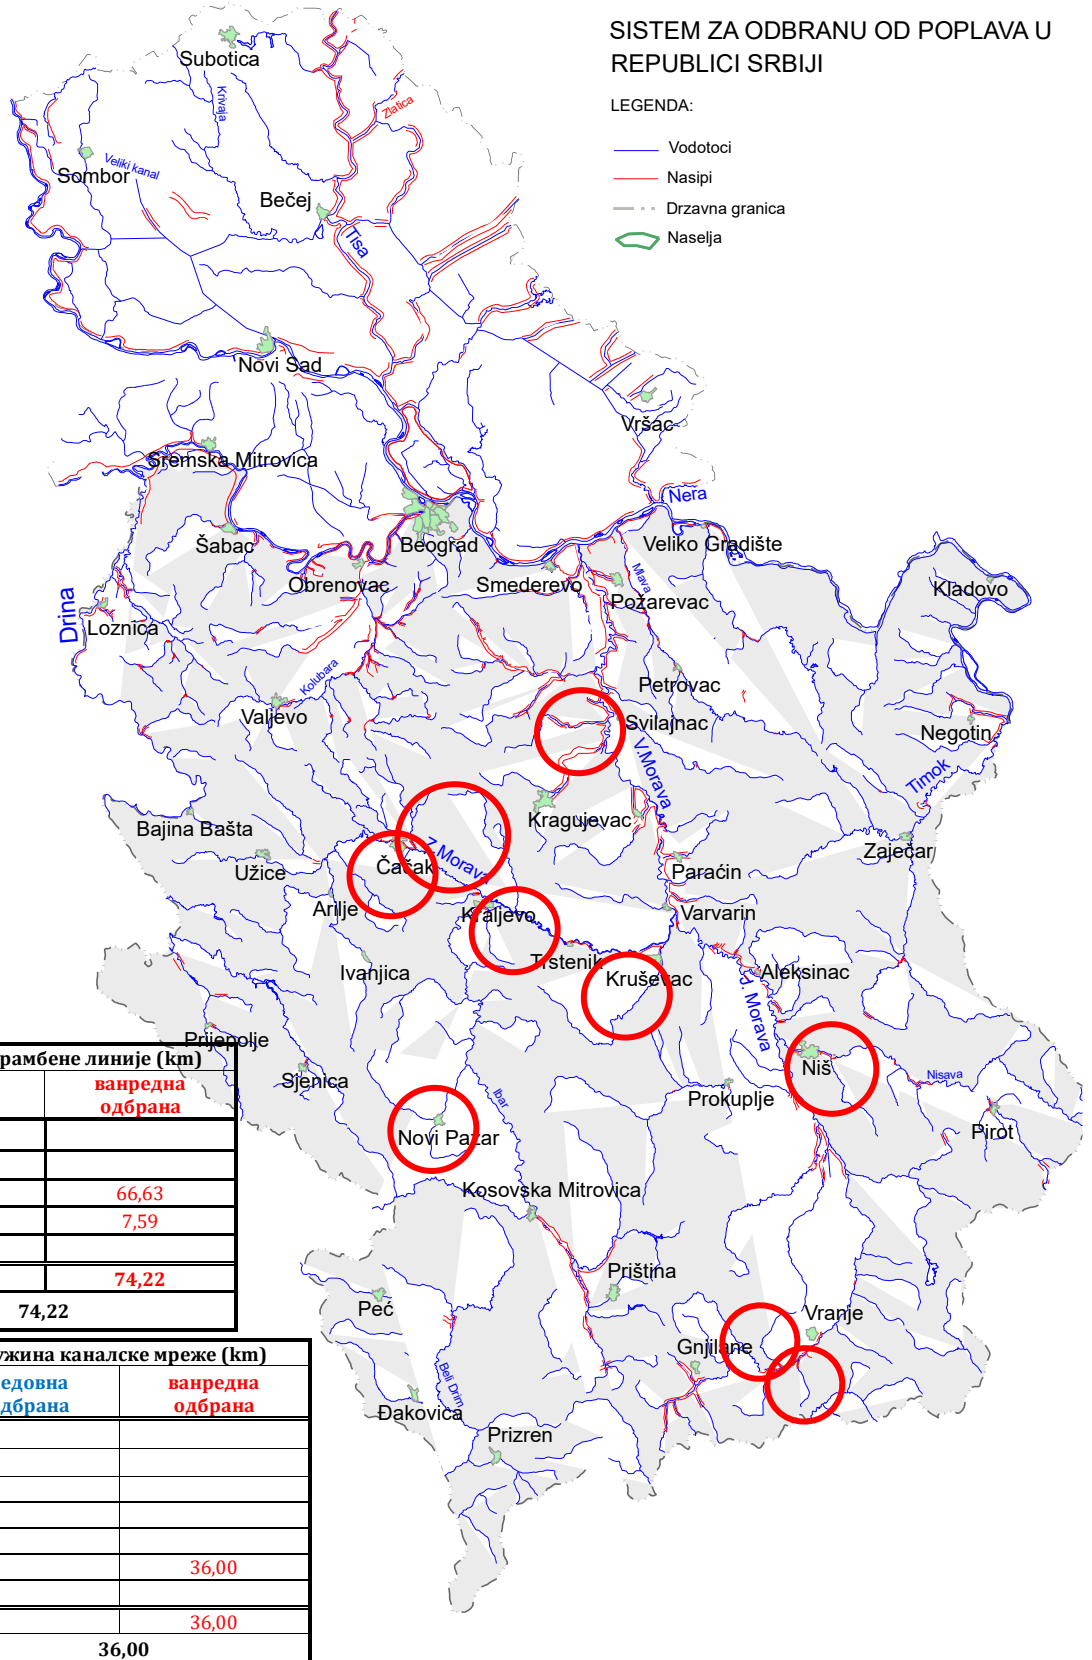 SISTEM ZA ODBRANU OD POPLAVA U
REPUBLICI SRBIJI
LEGENDA:
Vodotoci
Nasipi
Drzavna granica
Naselja
Subotica
Krivaja
Zlatica
Sombor
Veliki kanal
Bečej
Tisa
Novi Sad
Vršac
Sremska Mitrovica
Nera
Šabac
Beograd
Veliko Gradište
Obrenovac
Smederevo
Mlava
Požarevac
Kladovo
Drina
Loznica
Kolubara
Petrovac
Valjevo
Svilajnac
Negotin
V.Morava
Timok
Bajina Bašta
Kragujevac
Zaječar
Užice
Čačak
Z.Morava
Paraćin
Arilje
Kraljevo
Varvarin
Ivanjica
Trstenik
Kruševac
Aleksinac
J. Morava
Prijepolje
Sjenica
Ibar
Niš
Nisava
Prokuplje
Pirot
Novi Pazar
Kosovska Mitrovica
Priština
Peć
Vranje
Gnjilane
Beli Drim
Đakovica
Prizren
рамбене линије (km)
ванредна
одбрана
66,63
7,59
74,22
74,22
ужина каналске мреже (km)
едовна ванредна
дбрана одбрана
36,00
36,00
36,00